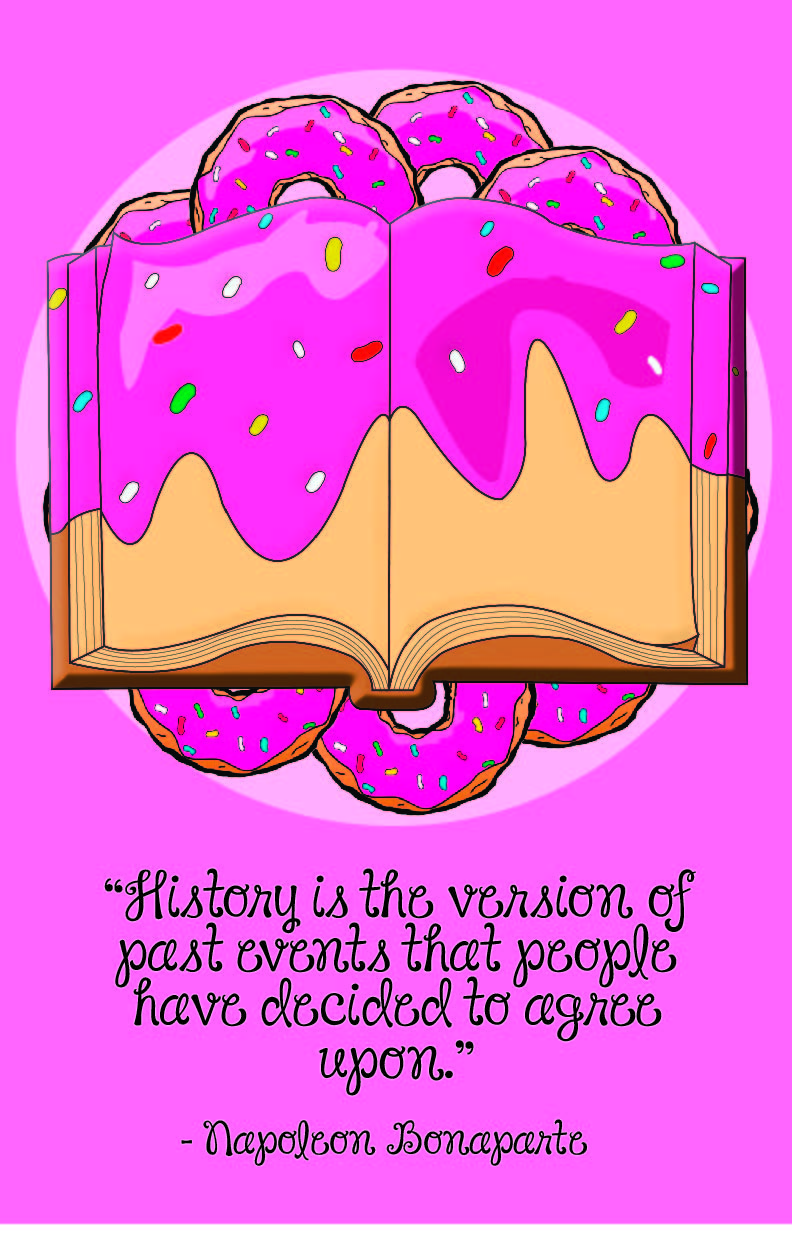 “History is the version of
past events that people
have decided to agree
upon.”
- Napoleon Bonaparte